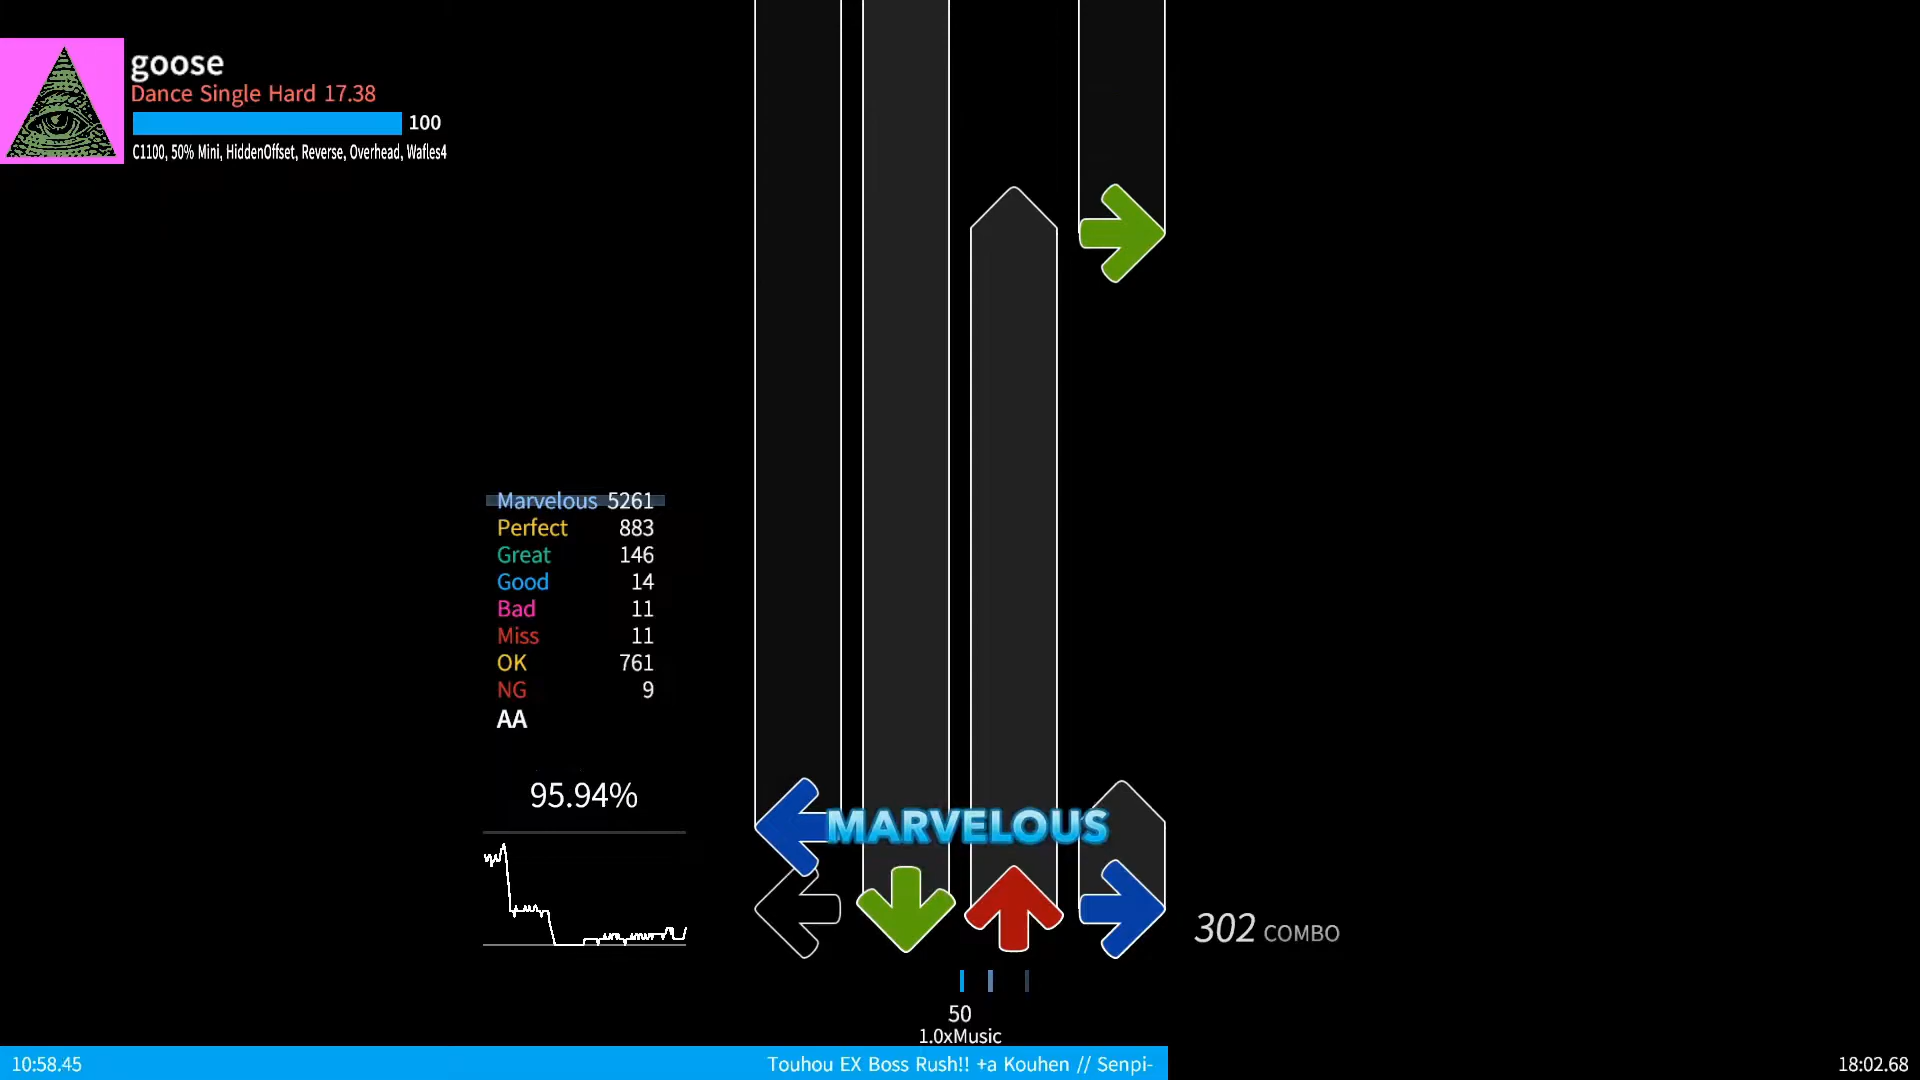 goose
Dance Single Hard 17.38
100
C1100, 50% Mini, HiddenOffset, Reverse, Overhead, Wafles4
Marvelous 5261
Perfect 883
Great 146
Good 14
Bad 11
Miss 11
OK 761
NG 9
AA
95.94%
MARVELOUS
302 COMBO
50
1.0xMusic
10:58.45 Touhou EX Boss Rush!! +a Kouhen // Senpi- 18:02.68